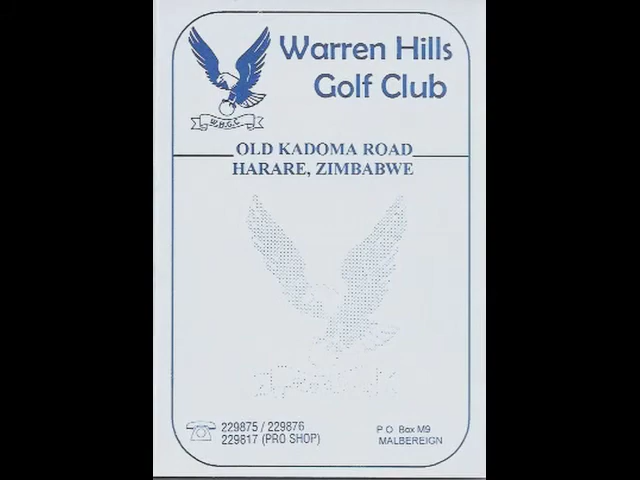 Warren Hills
Golf Club
W.H.G.C.
OLD KADOMA ROAD
HARARE, ZIMBABWE
229875 / 229876
229817 (PRO SHOP)
P O Box M9
MALBEREIGN